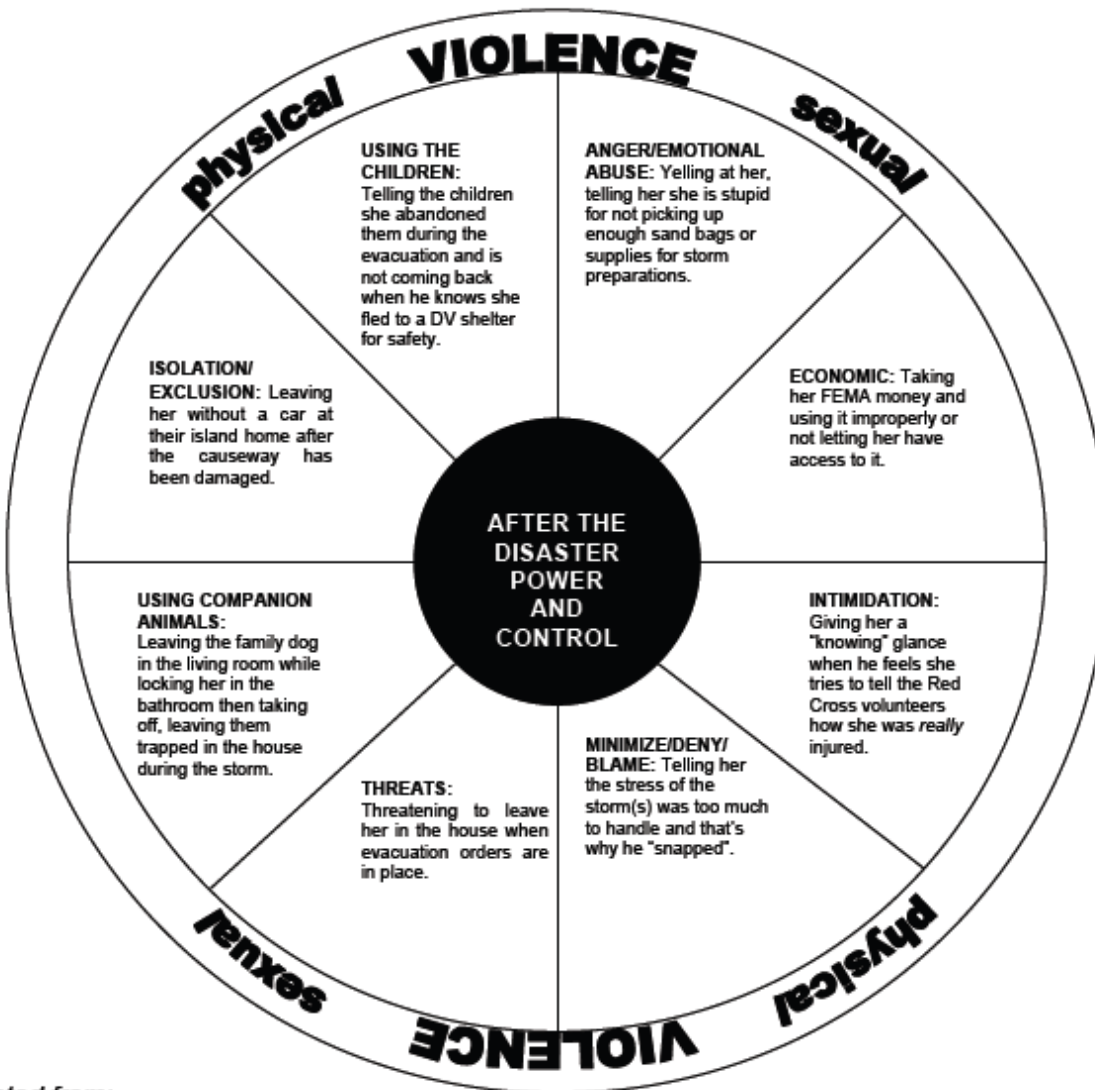 physical
VIOLENCE
sexual
USING THE
CHILDREN:
Telling the children
she abandoned
them during the
evacuation and is
not coming back
when he knows she
fled to a DV shelter
for safety.
ANGER/EMOTIONAL
ABUSE: Yelling at her,
telling her she is stupid
for not picking up
enough sand bags or
supplies for storm
preparations.
ISOLATION/
EXCLUSION: Leaving
her without a car at
their island home after
the causeway has
been damaged.
ECONOMIC: Taking
her FEMA money and
using it improperly or
not letting her have
access to it.
AFTER THE
DISASTER
POWER
AND
CONTROL
USING COMPANION
ANIMALS:
Leaving the family dog
in the living room while
locking her in the
bathroom then taking
off, leaving them
trapped in the house
during the storm.
INTIMIDATION:
Giving her a
"knowing" glance
when he feels she
tries to tell the Red
Cross volunteers
how she was really
injured.
THREATS:
Threatening to leave
her in the house when
evacuation orders are
in place.
MINIMIZE/DENY/
BLAME: Telling her
the stress of the
storm(s) was too much
to handle and that's
why he "snapped".
physical
VIOLENCE
sexual